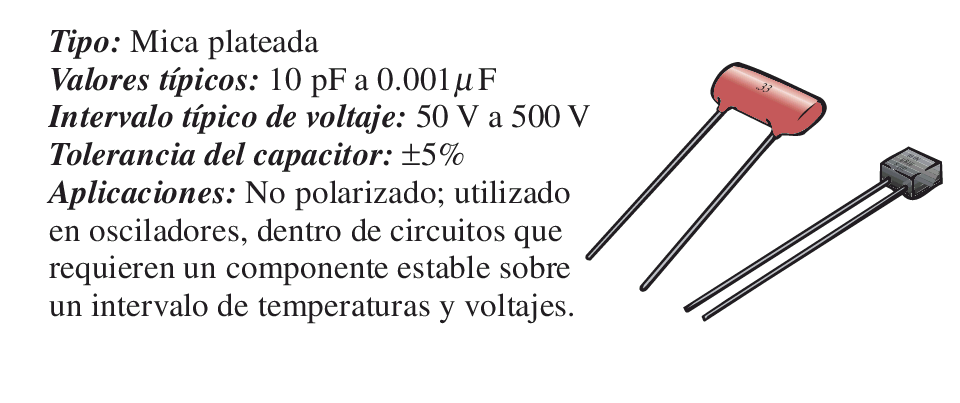 Tipo: Mica plateada
Valores típicos: 10 pF a 0.001μF
Intervalo típico de voltaje: 50 V a 500 V
Tolerancia del capacitor: ±5%
Aplicaciones: No polarizado; utilizado
en osciladores, dentro de circuitos que
requieren un componente estable sobre
un intervalo de temperaturas y voltajes.
.33